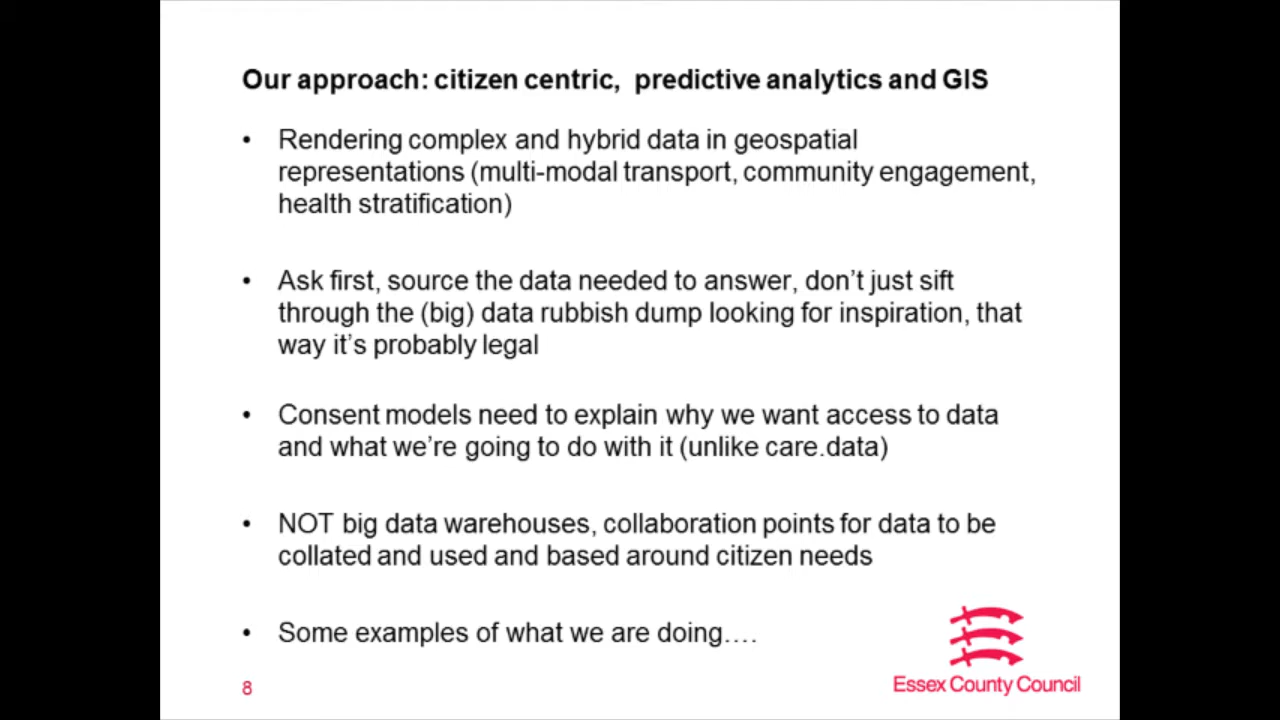 Our approach: citizen centric, predictive analytics and GIS
• Rendering complex and hybrid data in geospatial
representations (multi-modal transport, community engagement,
health stratification)
• Ask first, source the data needed to answer, don't just sift
through the (big) data rubbish dump looking for inspiration, that
way it's probably legal
• Consent models need to explain why we want access to data
and what we're going to do with it (unlike care.data)
• NOT big data warehouses, collaboration points for data to be
collated and used and based around citizen needs
• Some examples of what we are doing….
8
Essex County Council